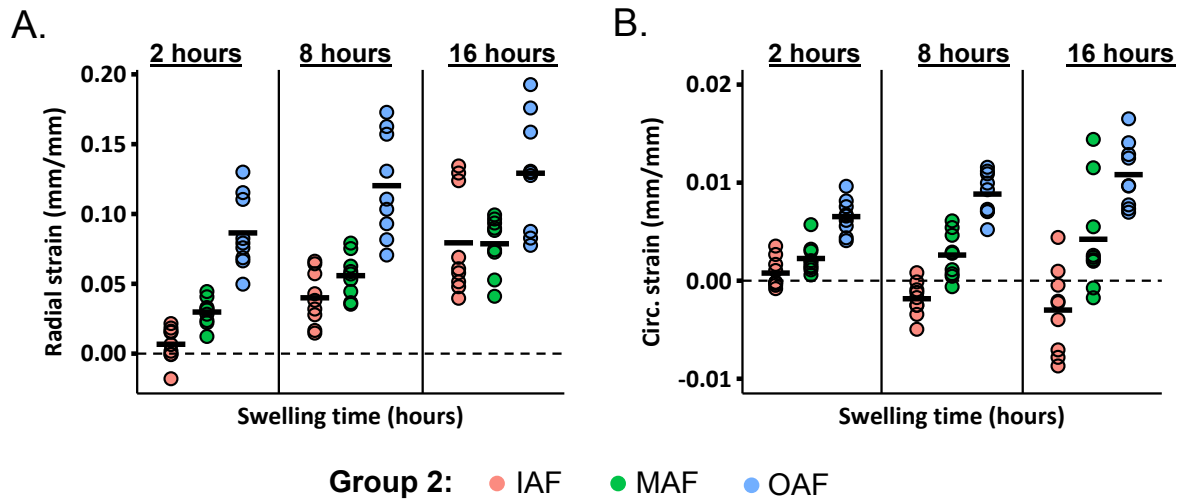 A.
2 hours 8 hours 16 hours
Radial strain (mm/mm)
0.20
0.15
0.10
0.05
0.00
Swelling time (hours)
B.
2 hours 8 hours 16 hours
Circ. strain (mm/mm)
0.02
0.01
0.00
-0.01
Swelling time (hours)
Group 2: IAF MAF OAF